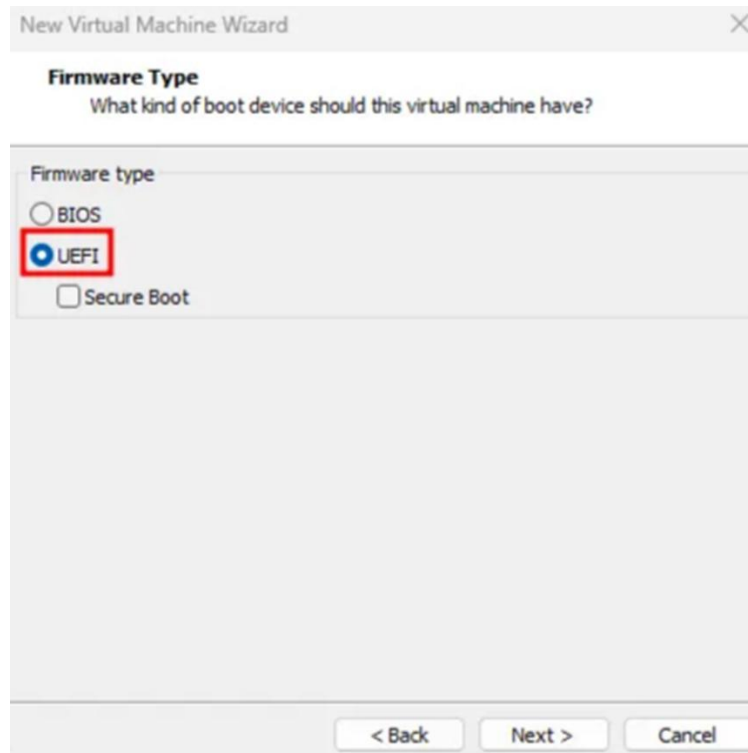 New Virtual Machine Wizard
Firmware Type
What kind of boot device should this virtual machine have?
Firmware type
BIOS
UEFI
Secure Boot
< Back Next > Cancel